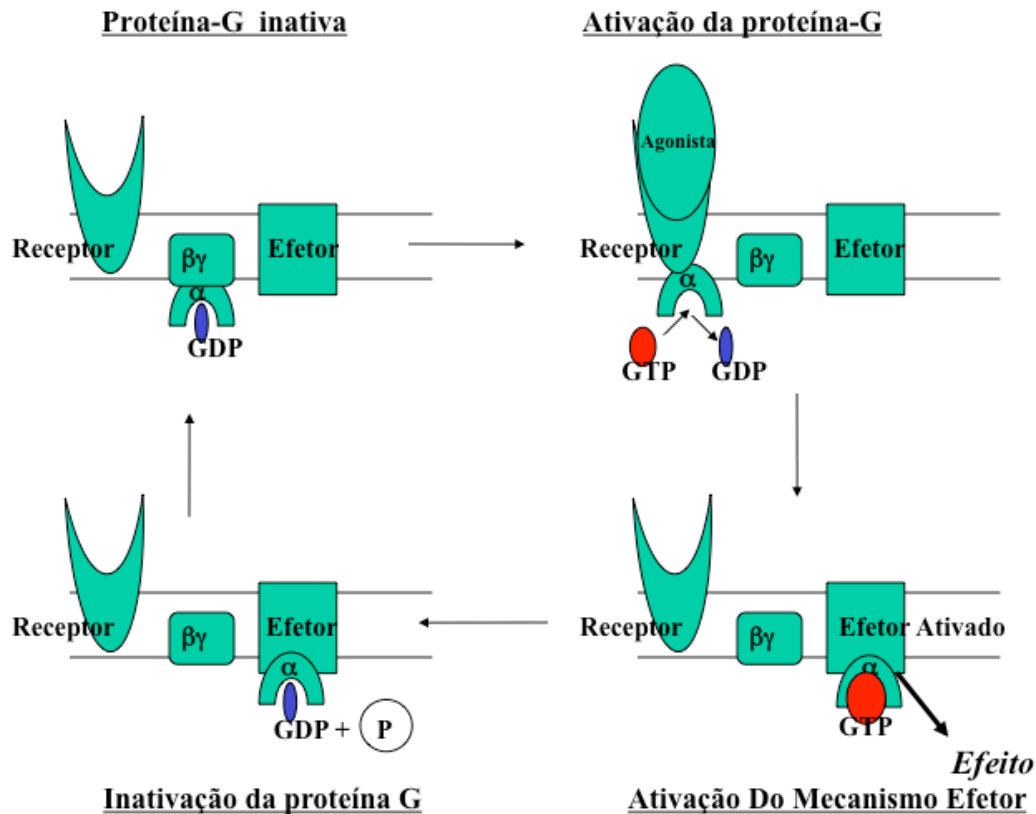 Proteína-G inativa
Ativação da proteína-G
Receptor
βγ
Efetor
α
GDP
Agonista
Receptor
α
βγ
Efetor
GTP
GDP
Receptor
βγ
Efetor
α
GDP + P
Inativação da proteína G
Receptor
βγ
Efetor Ativado
α
GTP
Efeito
Ativação Do Mecanismo Efetor